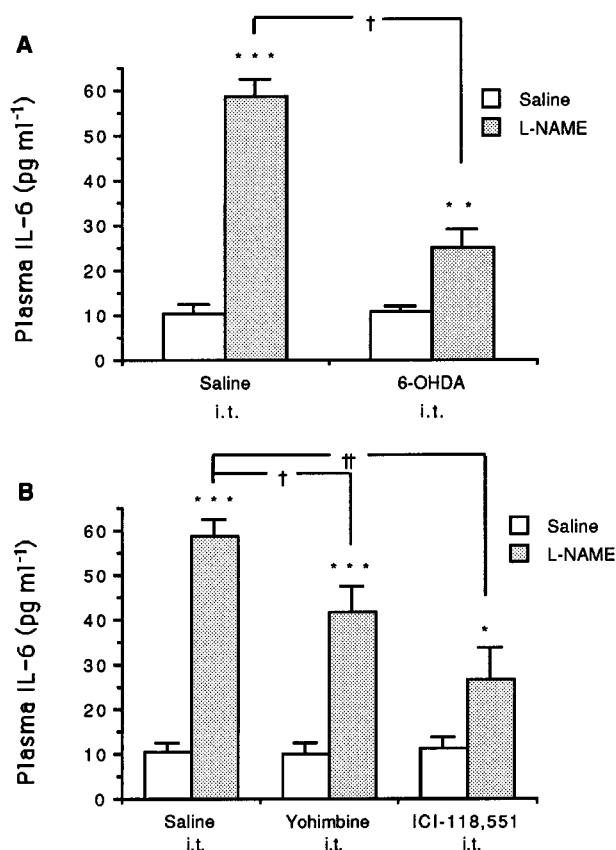 A
†
* * *
* *
Saline
L-NAME
Plasma IL-6 (pg ml⁻¹)
60
50
40
30
20
10
0
Saline
i.t.
6-OHDA
i.t.
B
††
†
* * *
* * *
*
Saline
L-NAME
Plasma IL-6 (pg ml⁻¹)
60
50
40
30
20
10
0
Saline
i.t.
Yohimbine
i.t.
ICI-118,551
i.t.